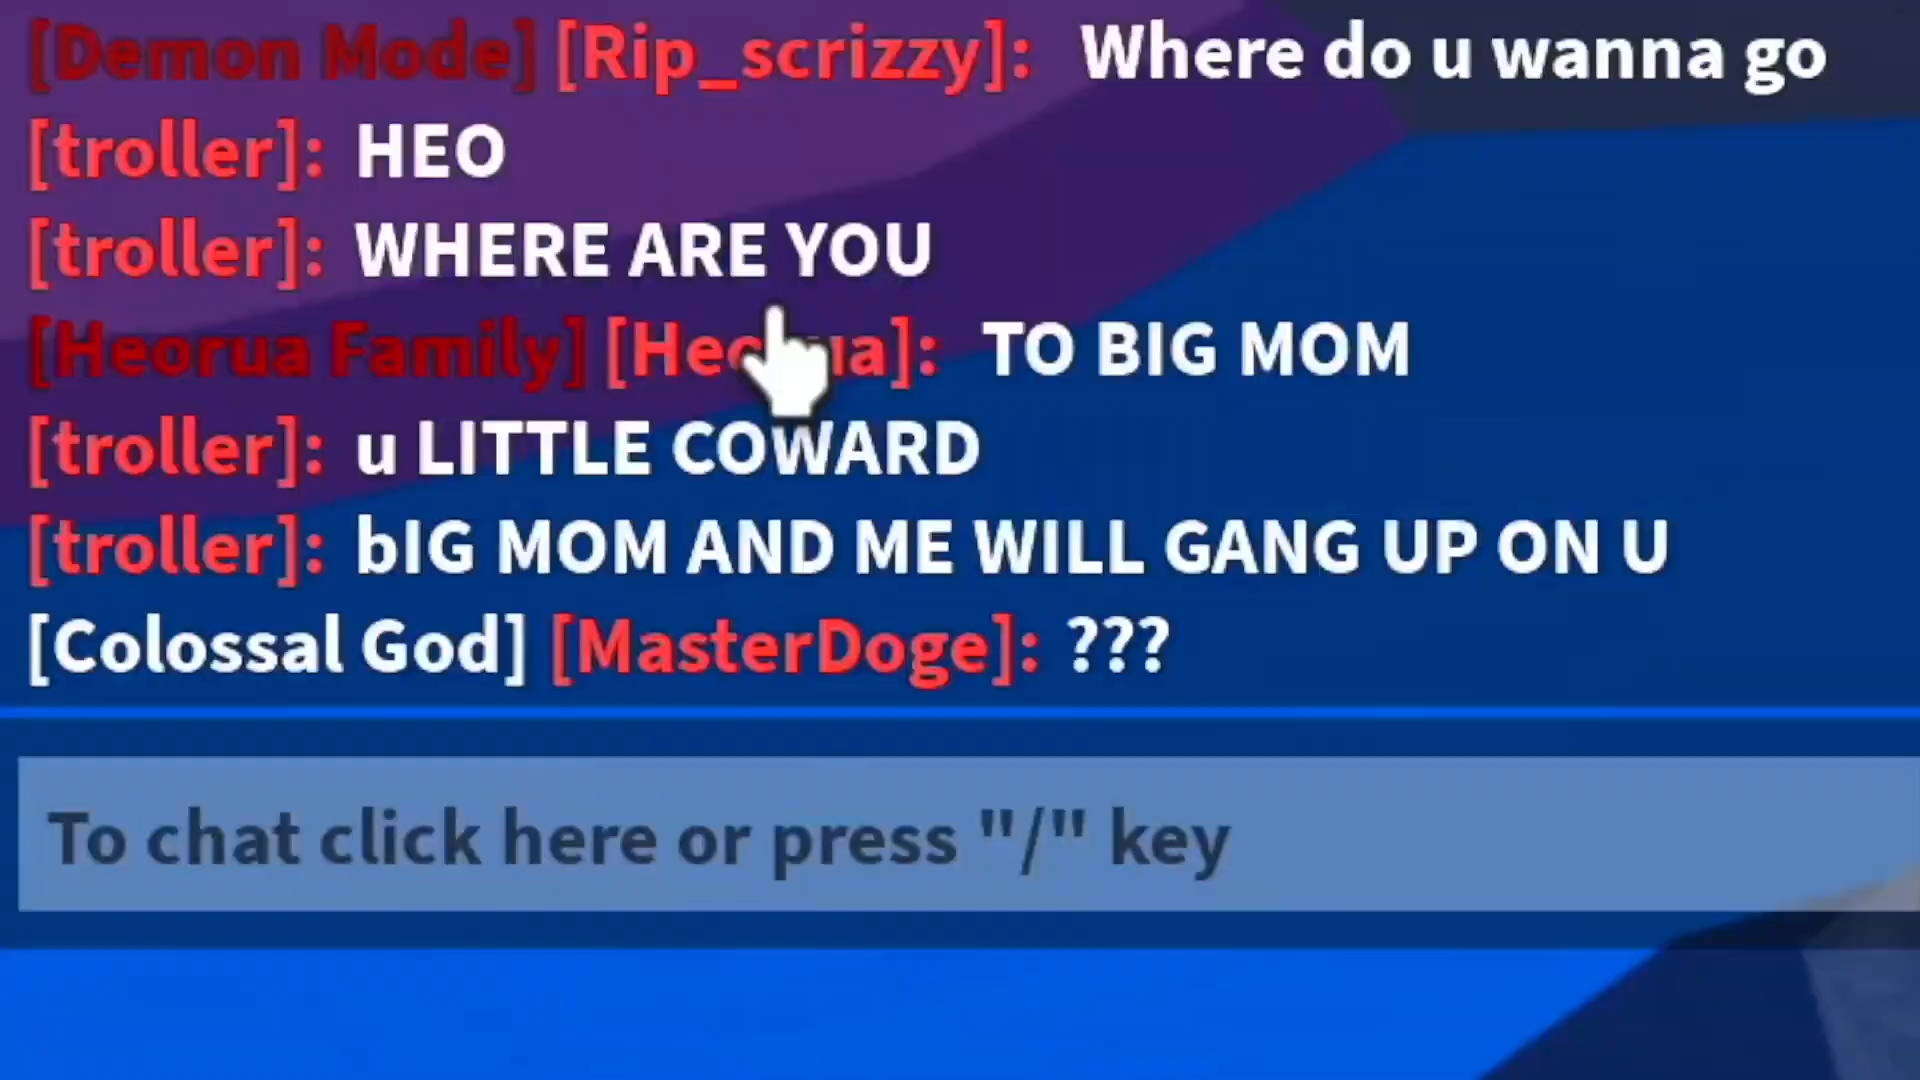 [Demon Mode] [Rip_scrizzy]: Where do u wanna go
[troller]: HEO
[troller]: WHERE ARE YOU
[Heorua Family] [Heorua]: TO BIG MOM
[troller]: u LITTLE COWARD
[troller]: bIG MOM AND ME WILL GANG UP ON U
[Colossal God] [MasterDoge]: ???
To chat click here or press "/" key